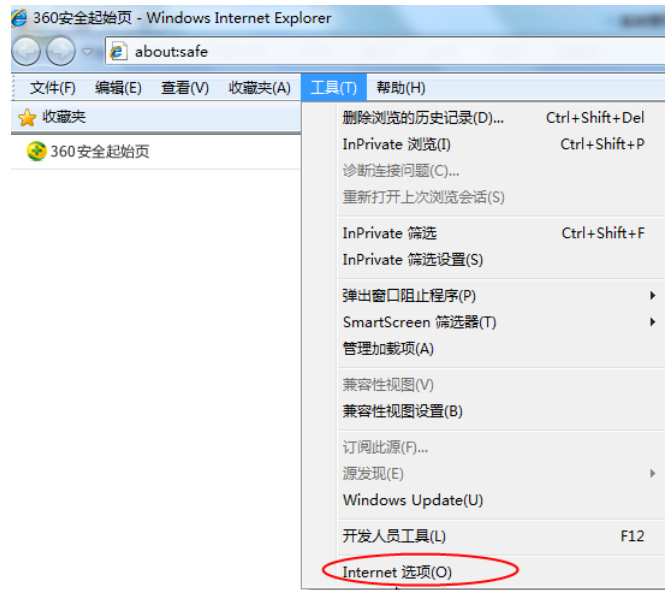 360安全起始页 - Windows Internet Explorer
about:safe
文件(F) 编辑(E) 查看(V) 收藏夹(A) 工具(T) 帮助(H)
收藏夹
360安全起始页
删除浏览的历史记录(D)... Ctrl+Shift+Del
InPrivate 浏览(I) Ctrl+Shift+P
诊断连接问题(C)...
重新打开上次浏览会话(S)
InPrivate 筛选 Ctrl+Shift+F
InPrivate 筛选设置(S)
弹出窗口阻止程序(P)
SmartScreen 筛选器(T)
管理加载项(A)
兼容性视图(V)
兼容性视图设置(B)
订阅此源(F)...
源发现(E)
Windows Update(U)
开发人员工具(L) F12
Internet 选项(O)